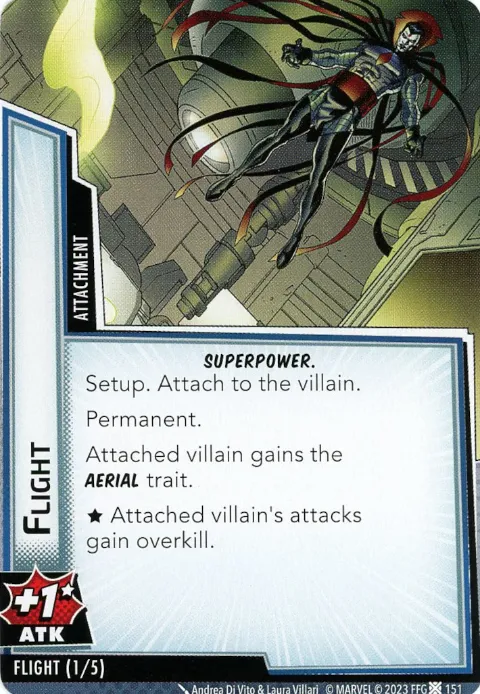 ATTACHMENT
FLIGHT
SUPERPOWER.
Setup. Attach to the villain.
Permanent.
Attached villain gains the
AERIAL trait.
★ Attached villain's attacks
gain overkill.
+1★
ATK
FLIGHT (1/5)
Andrea Di Vito & Laura Villari © MARVEL © 2023 FFG 151